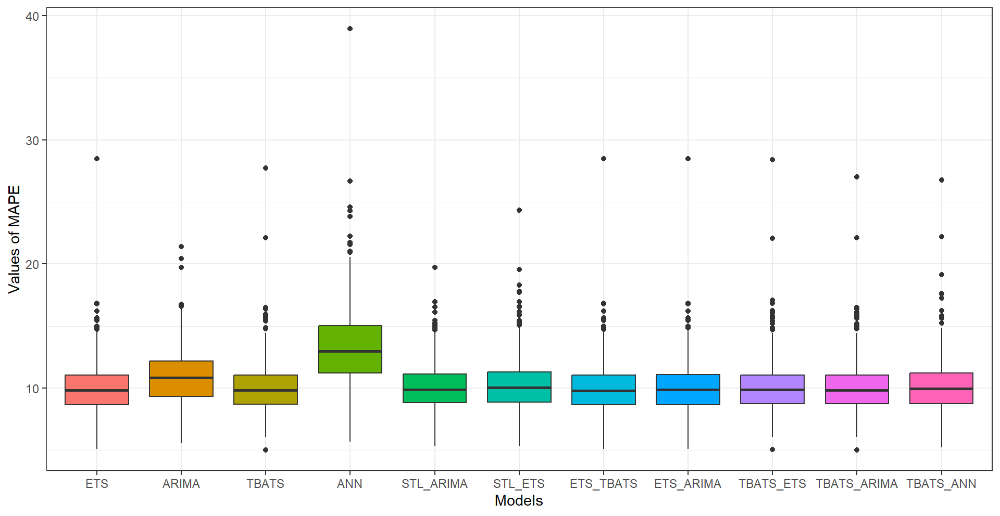 40
30
20
10
Values of MAPE
ETS ARIMA TBATS ANN STL_ARIMA STL_ETS ETS_TBATS ETS_ARIMA TBATS_ETS TBATS_ARIMA TBATS_ANN
Models